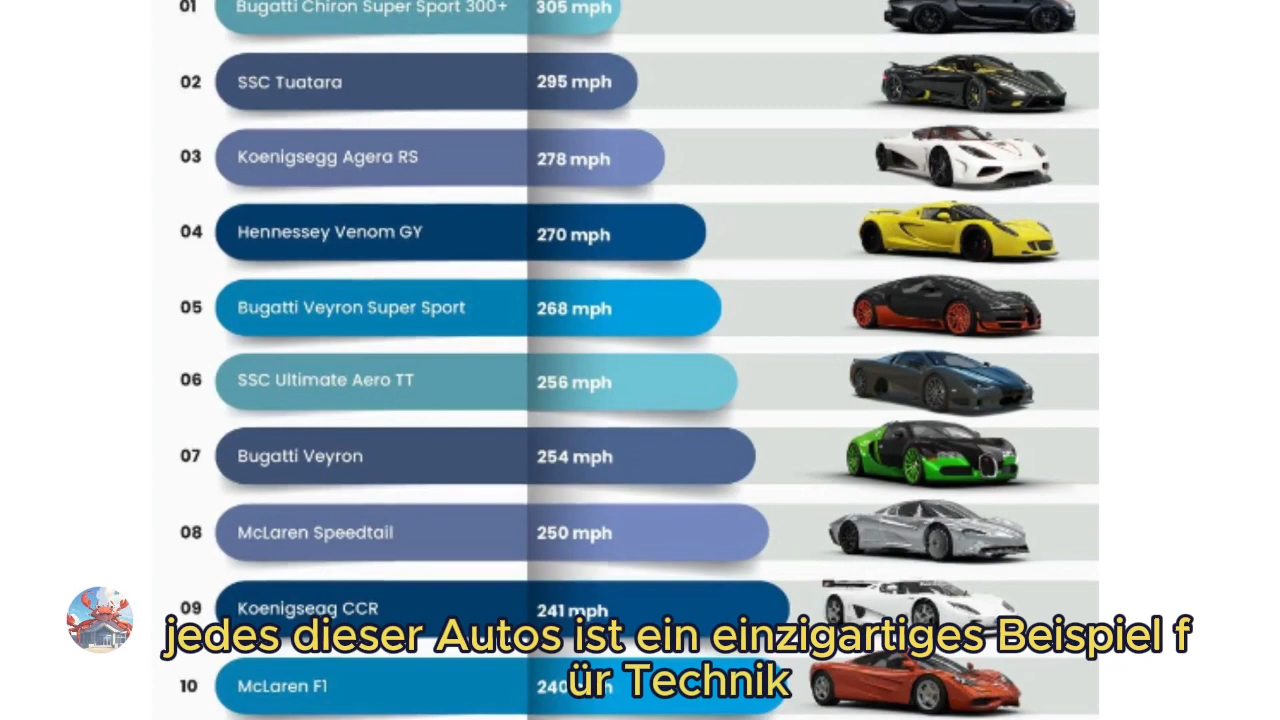 01 Bugatti Chiron Super Sport 300+ 305 mph
02 SSC Tuatara 295 mph
03 Koenigsegg Agera RS 278 mph
04 Hennessey Venom GY 270 mph
05 Bugatti Veyron Super Sport 268 mph
06 SSC Ultimate Aero TT 256 mph
07 Bugatti Veyron 254 mph
08 McLaren Speedtail 250 mph
09 Koenigsegg CCR 241 mph
jedes dieser Autos ist ein einzigartiges Beispiel f
ür Technik
10 McLaren F1 240